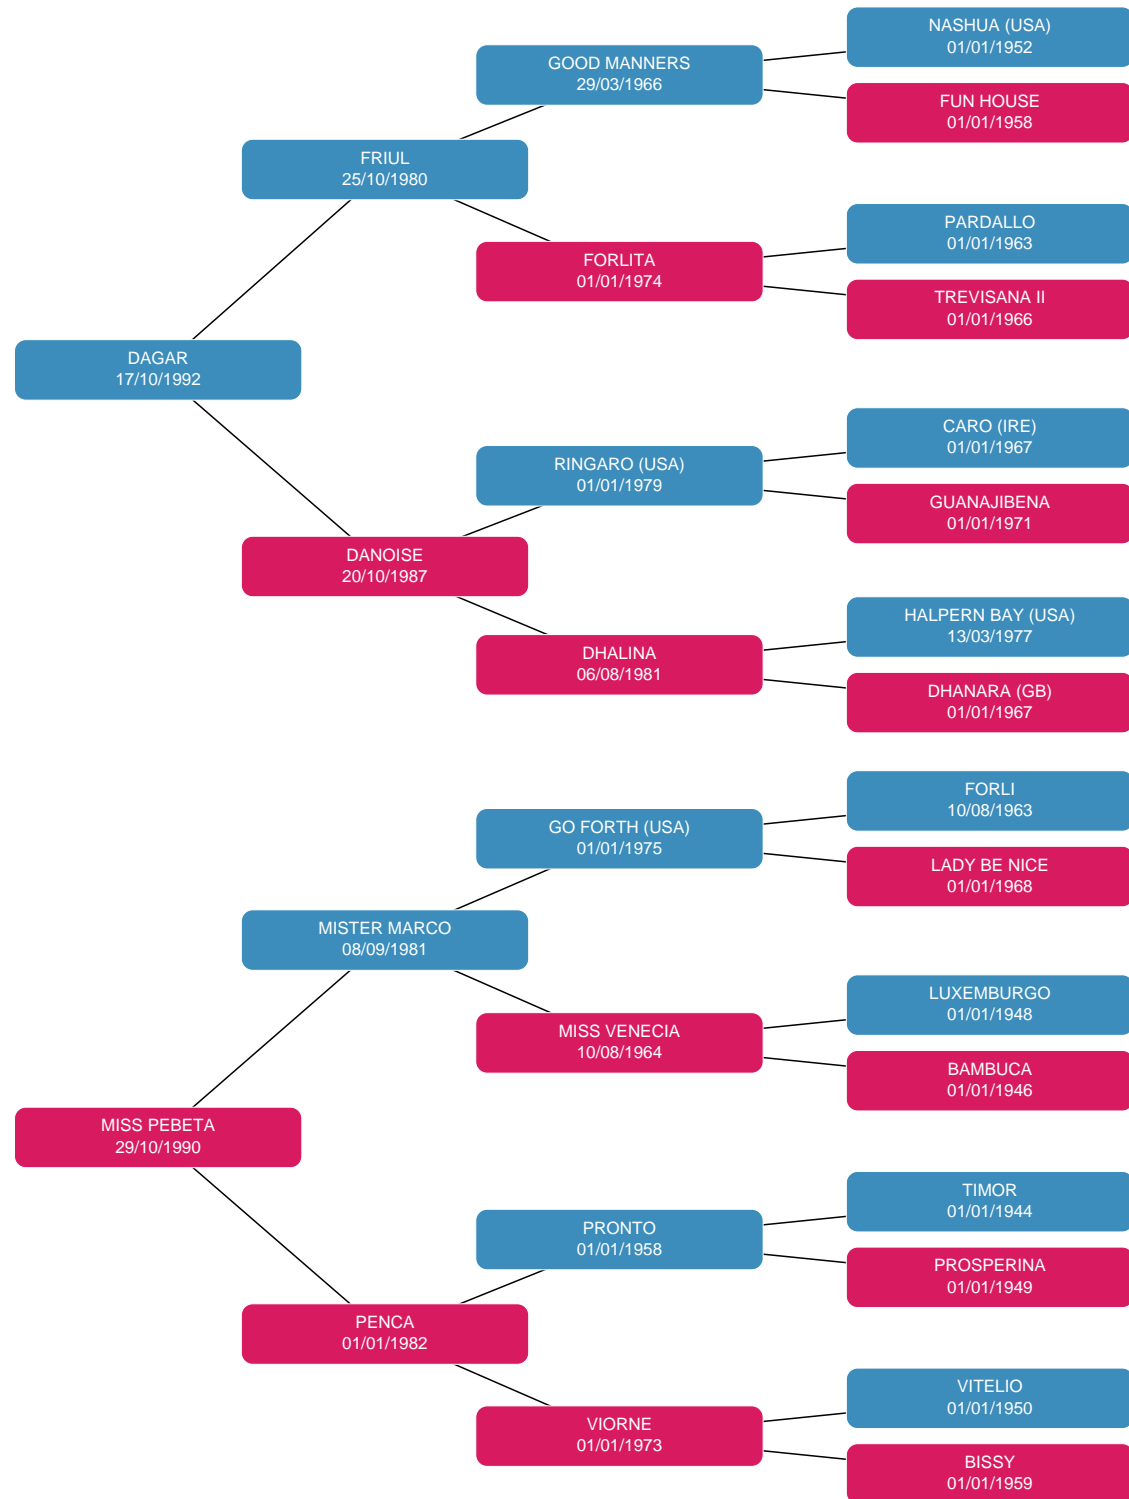 NASHUA (USA)
01/01/1952
GOOD MANNERS
29/03/1966
FUN HOUSE
01/01/1958
FRIUL
25/10/1980
PARDALLO
01/01/1963
FORLITA
01/01/1974
TREVISANA II
01/01/1966
DAGAR
17/10/1992
CARO (IRE)
01/01/1967
RINGARO (USA)
01/01/1979
GUANAJIBENA
01/01/1971
DANOISE
20/10/1987
HALPERN BAY (USA)
13/03/1977
DHALINA
06/08/1981
DHANARA (GB)
01/01/1967
FORLI
10/08/1963
GO FORTH (USA)
01/01/1975
LADY BE NICE
01/01/1968
MISTER MARCO
08/09/1981
LUXEMBURGO
01/01/1948
MISS VENECIA
10/08/1964
BAMBUCA
01/01/1946
MISS PEBETA
29/10/1990
TIMOR
01/01/1944
PRONTO
01/01/1958
PROSPERINA
01/01/1949
PENCA
01/01/1982
VITELIO
01/01/1950
VIORNE
01/01/1973
BISSY
01/01/1959